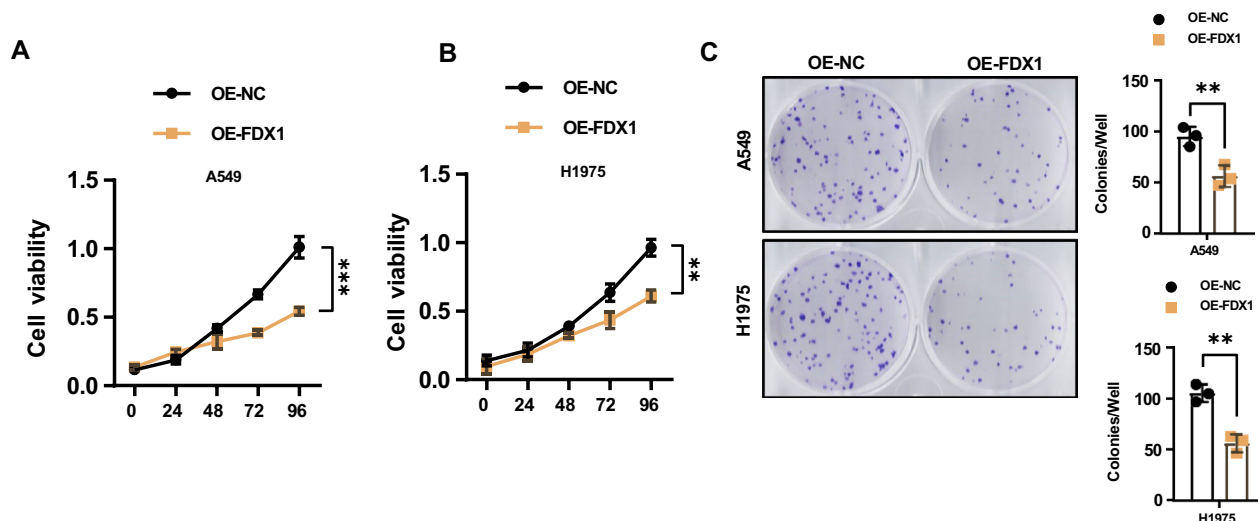 A
OE-NC
OE-FDX1
A549
Cell viability
1.5
1.0
0.5
0.0
0 24 48 72 96
***
B
OE-NC
OE-FDX1
H1975
Cell viability
1.5
1.0
0.5
0.0
0 24 48 72 96
**
C
OE-NC OE-FDX1
A549
H1975
OE-NC
OE-FDX1
Colonies/Well
150
100
50
0
**
A549
OE-NC
OE-FDX1
Colonies/Well
150
100
50
0
**
H1975